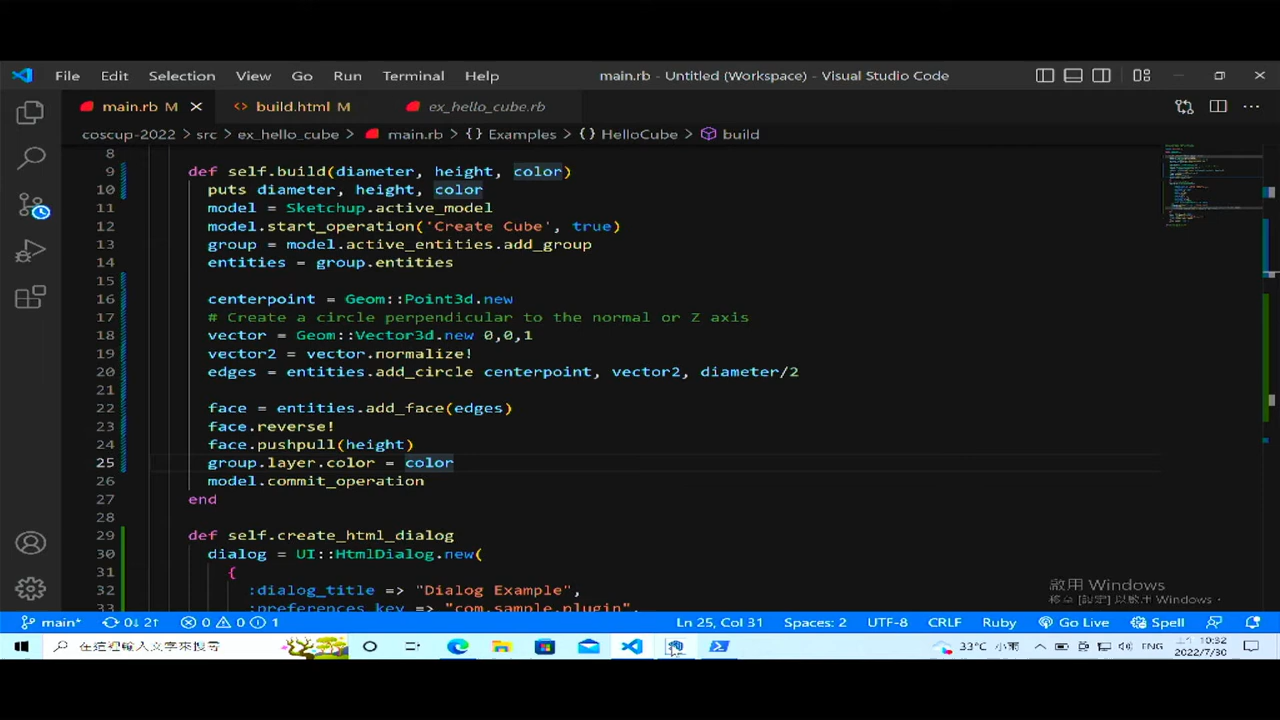 File Edit Selection View Go Run Terminal Help main.rb - Untitled (Workspace) - Visual Studio Code
main.rb M build.html M ex_hello_cube.rb
coscup-2022 > src > ex_hello_cube > main.rb > {} Examples > {} HelloCube > build
8
9 def self.build(diameter, height, color)
10 puts diameter, height, color
11 model = Sketchup.active_model
12 model.start_operation('Create Cube', true)
13 group = model.active_entities.add_group
14 entities = group.entities
15
16 centerpoint = Geom::Point3d.new
17 # Create a circle perpendicular to the normal or Z axis
18 vector = Geom::Vector3d.new 0,0,1
19 vector2 = vector.normalize!
20 edges = entities.add_circle centerpoint, vector2, diameter/2
21
22 face = entities.add_face(edges)
23 face.reverse!
24 face.pushpull(height)
25 group.layer.color = color
26 model.commit_operation
27 end
28
29 def self.create_html_dialog
30 dialog = UI::HtmlDialog.new(
31 {
32 :dialog_title => "Dialog Example",
33 :preferences_key => "com.sample.plugin",
啟用 Windows
移至 [設定] 以啟用 Windows。
main* 0↓ 2↑ 0 0 1 Ln 25, Col 31 Spaces: 2 UTF-8 CRLF Ruby Go Live Spell
在這裡輸入文字來搜尋 33°C 小雨 ENG 上午 10:32
2022/7/30